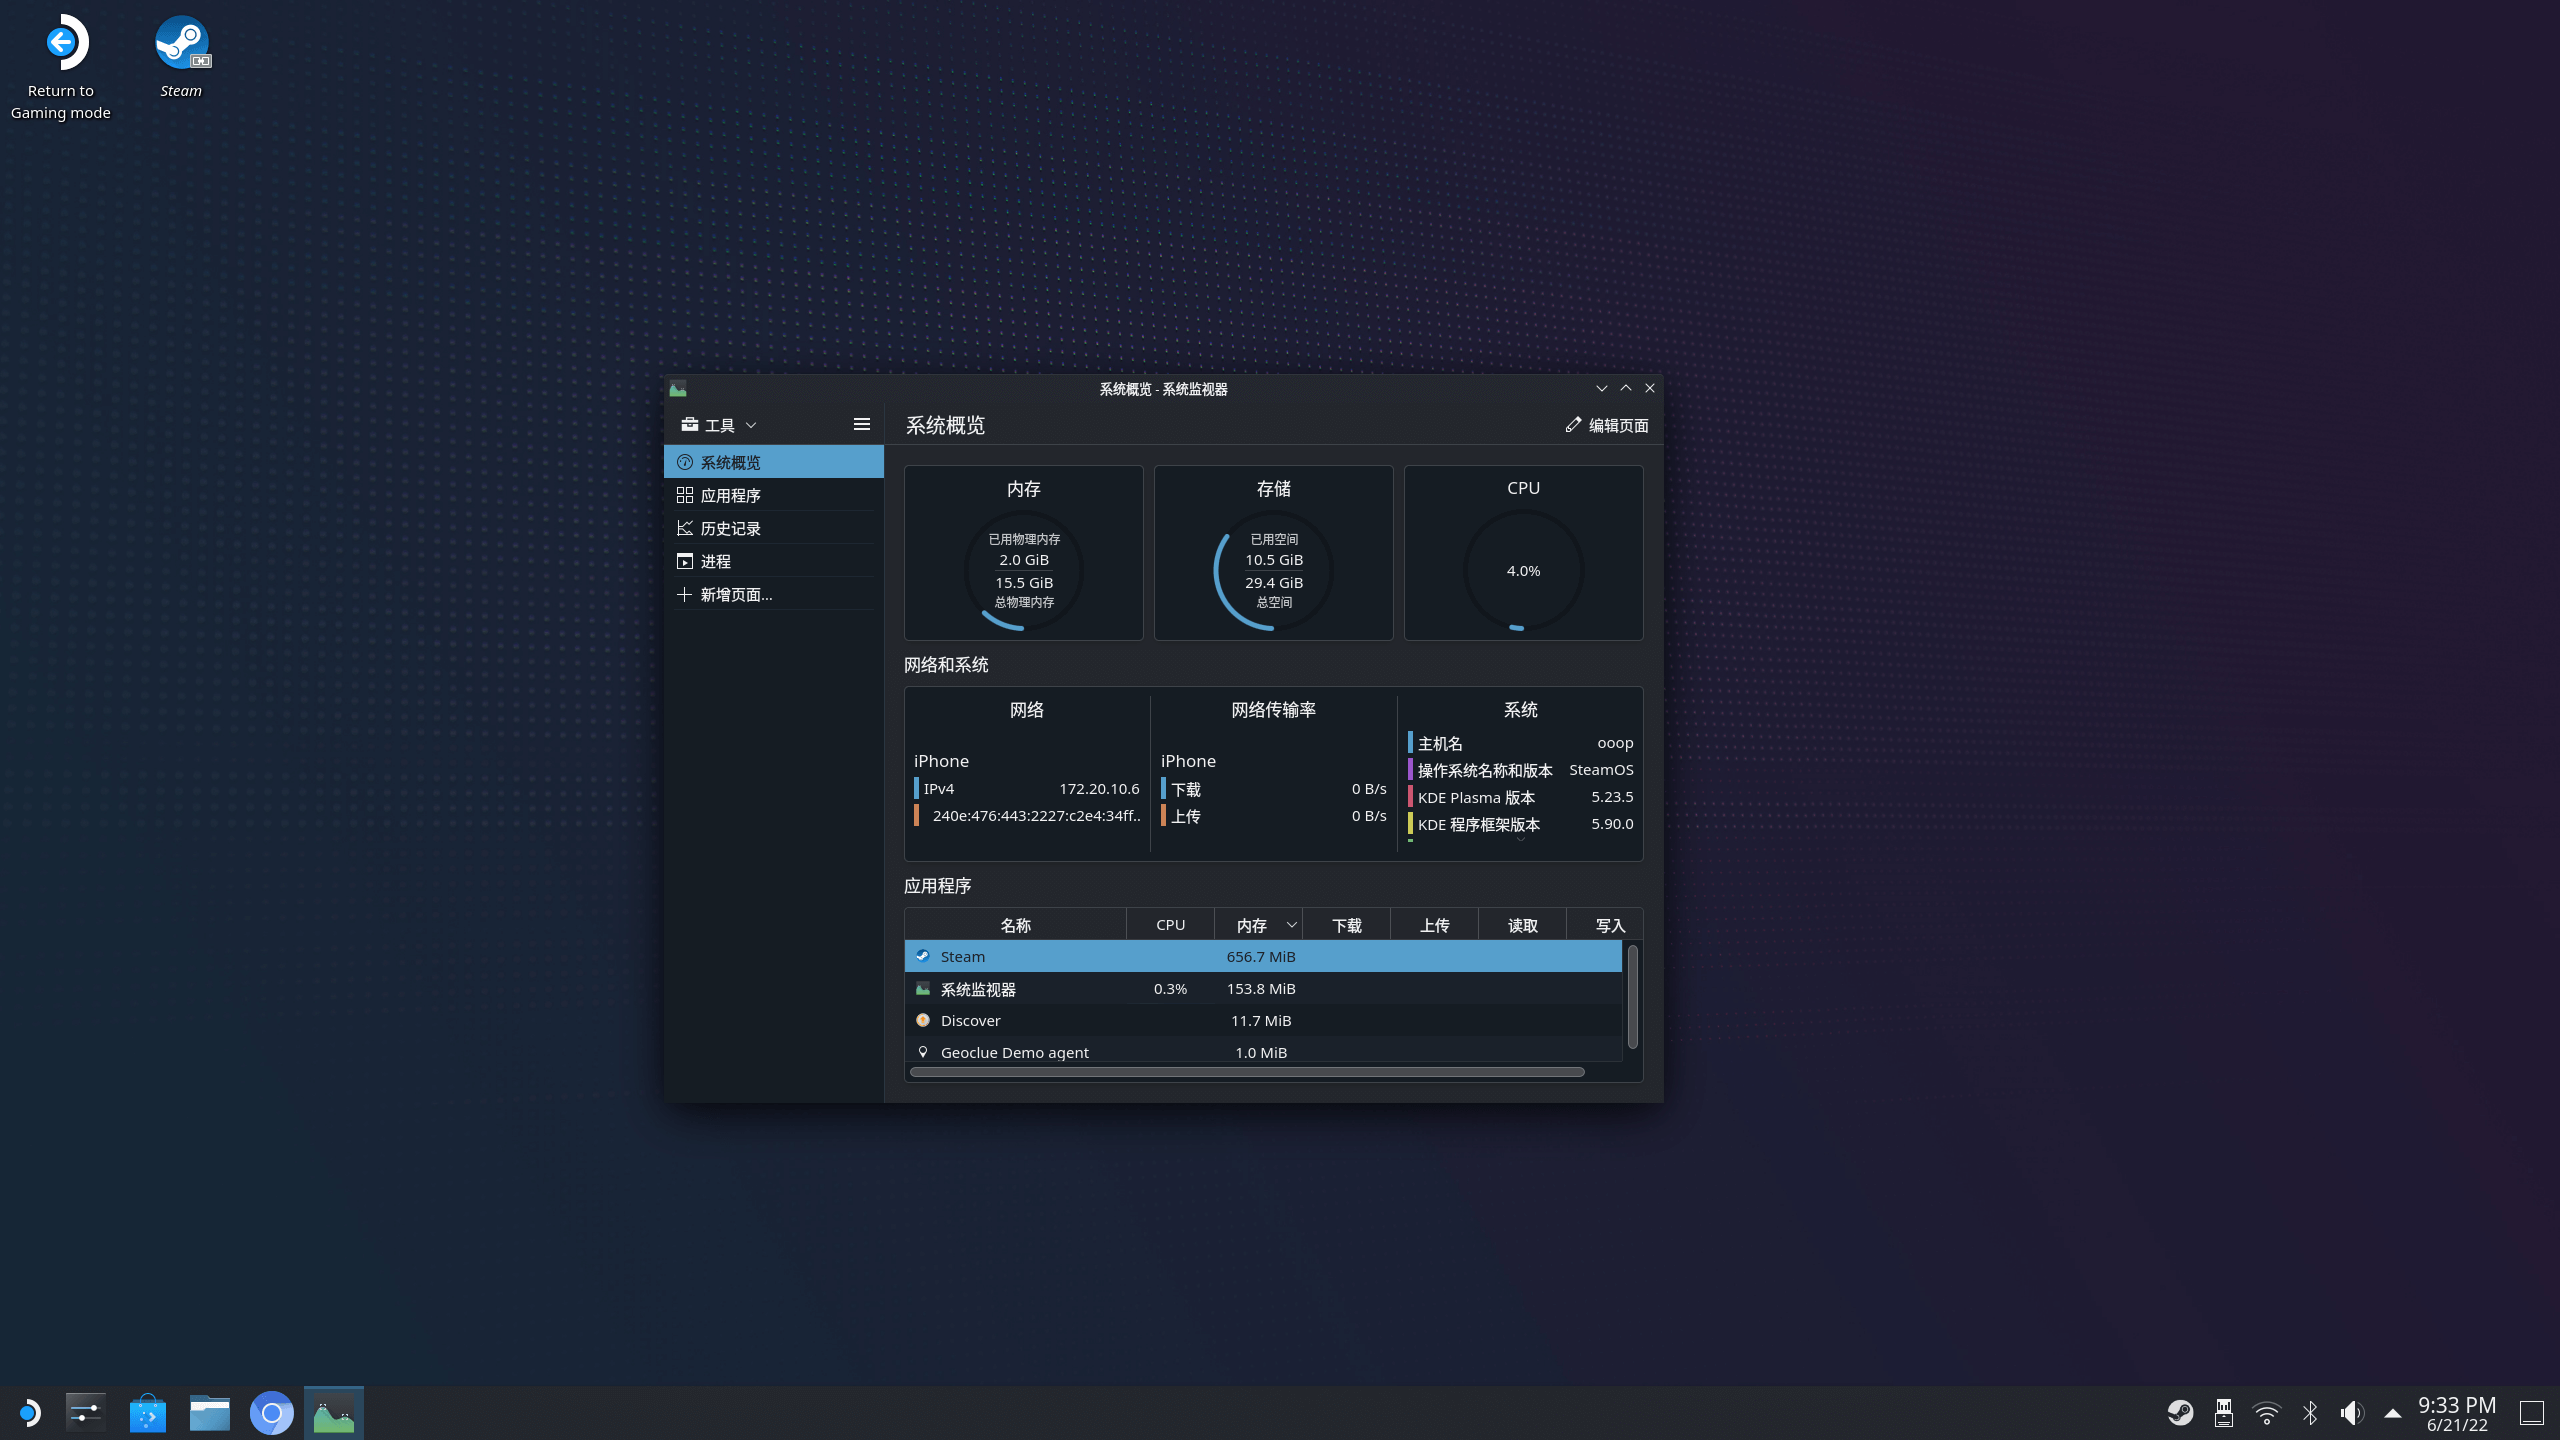 Return to
Gaming mode
Steam
系统概览 - 系统监视器
工具
系统概览
编辑页面
系统概览
应用程序
历史记录
进程
新增页面...
内存
已用物理内存
2.0 GiB
15.5 GiB
总物理内存
存储
已用空间
10.5 GiB
29.4 GiB
总空间
CPU
4.0%
网络和系统
网络
iPhone
IPv4 172.20.10.6
240e:476:443:2227:c2e4:34ff..
网络传输率
iPhone
下载 0 B/s
上传 0 B/s
系统
主机名 ooop
操作系统名称和版本 SteamOS
KDE Plasma 版本 5.23.5
KDE 程序框架版本 5.90.0
应用程序
名称 CPU 内存 下载 上传 读取 写入
Steam 656.7 MiB
系统监视器 0.3% 153.8 MiB
Discover 11.7 MiB
Geoclue Demo agent 1.0 MiB
9:33 PM
6/21/22